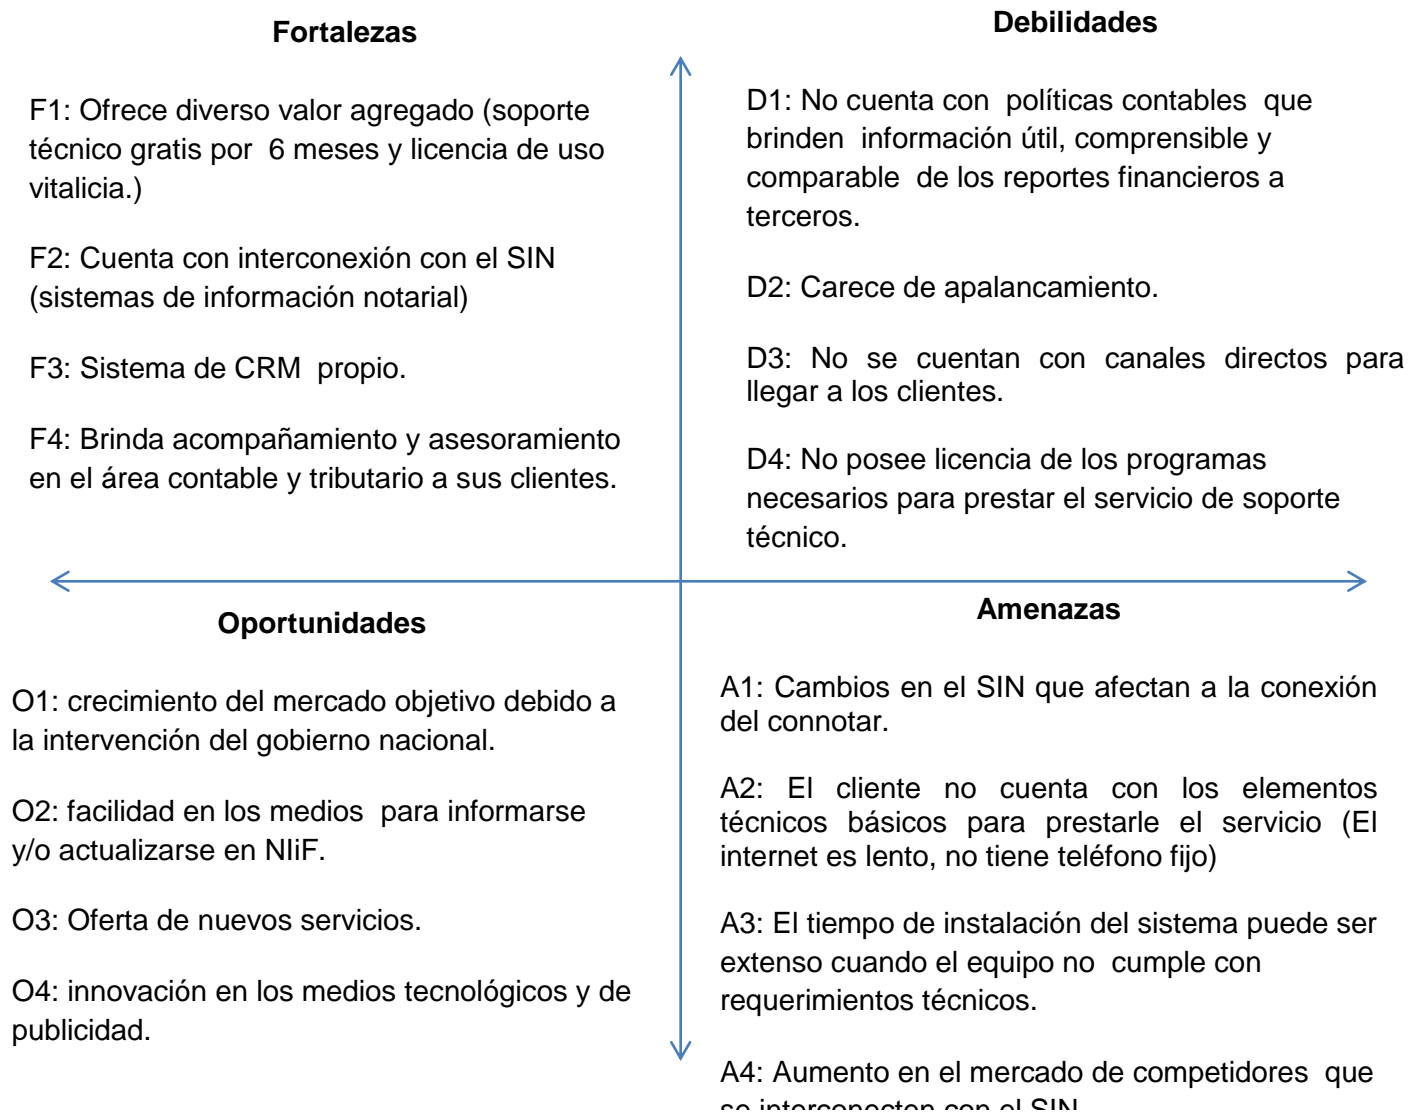 Fortalezas
F1: Ofrece diverso valor agregado (soporte
técnico gratis por 6 meses y licencia de uso
vitalicia.)
F2: Cuenta con interconexión con el SIN
(sistemas de información notarial)
F3: Sistema de CRM propio.
F4: Brinda acompañamiento y asesoramiento
en el área contable y tributario a sus clientes.
Debilidades
D1: No cuenta con políticas contables que
brinden información útil, comprensible y
comparable de los reportes financieros a
terceros.
D2: Carece de apalancamiento.
D3: No se cuentan con canales directos para
llegar a los clientes.
D4: No posee licencia de los programas
necesarios para prestar el servicio de soporte
técnico.
Oportunidades
O1: crecimiento del mercado objetivo debido a
la intervención del gobierno nacional.
O2: facilidad en los medios para informarse
y/o actualizarse en NIiF.
O3: Oferta de nuevos servicios.
O4: innovación en los medios tecnológicos y de
publicidad.
Amenazas
A1: Cambios en el SIN que afectan a la conexión
del connotar.
A2: El cliente no cuenta con los elementos
técnicos básicos para prestarle el servicio (El
internet es lento, no tiene teléfono fijo)
A3: El tiempo de instalación del sistema puede ser
extenso cuando el equipo no cumple con
requerimientos técnicos.
A4: Aumento en el mercado de competidores que
se interconecten con el SIN